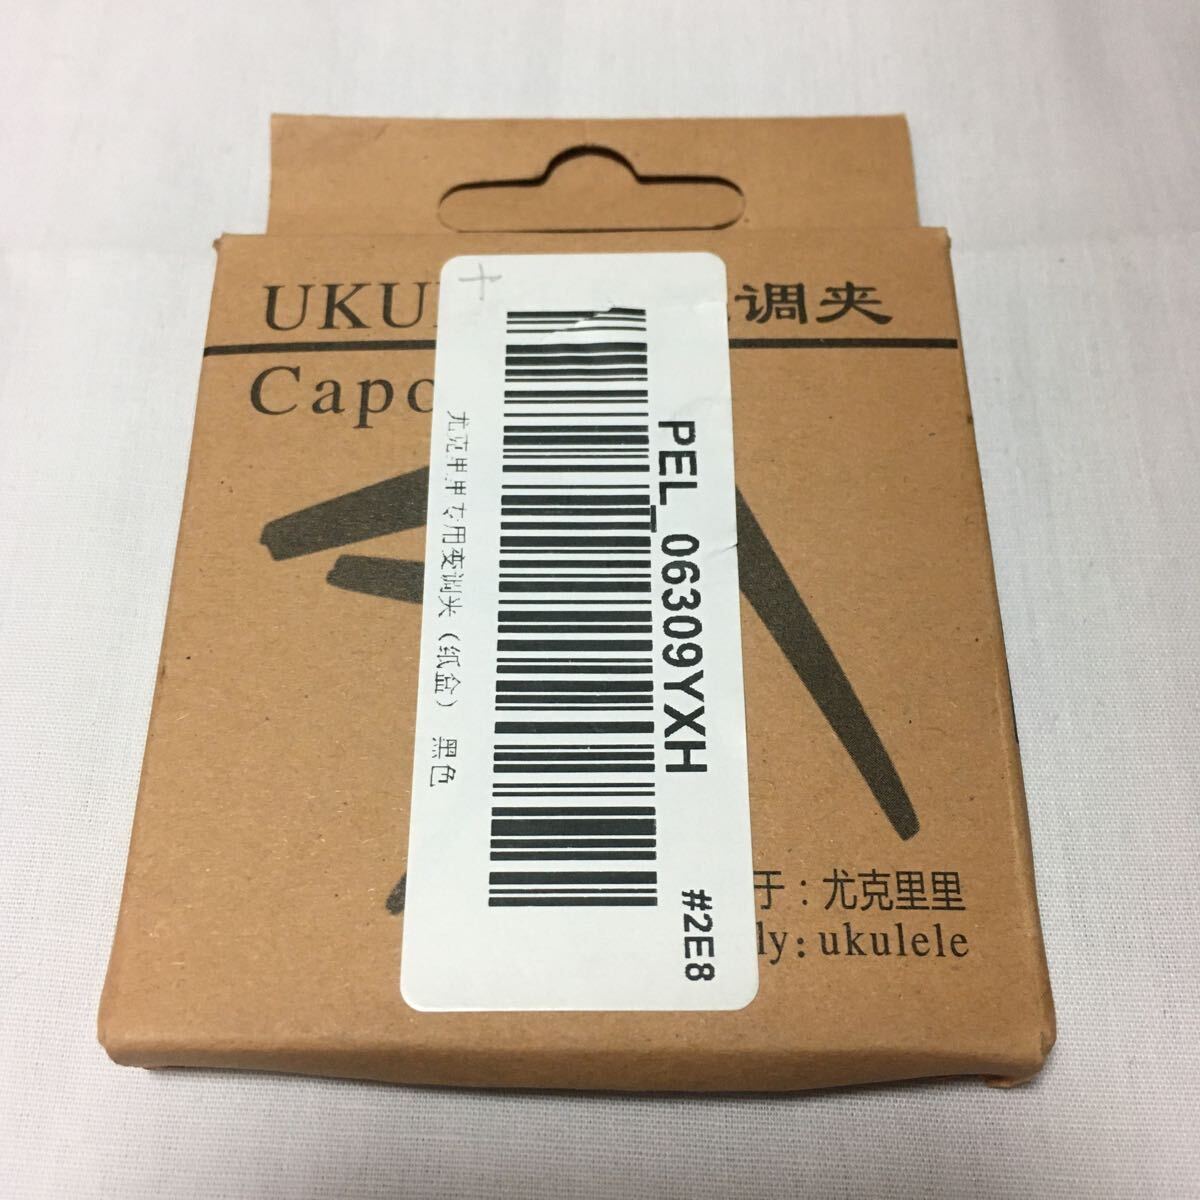 UKU 调夹
Capo
PEL_06309YXH
#2E8
尤克里里专用变调夹（纸盒） 黑色
于：尤克里里
ly: ukulele